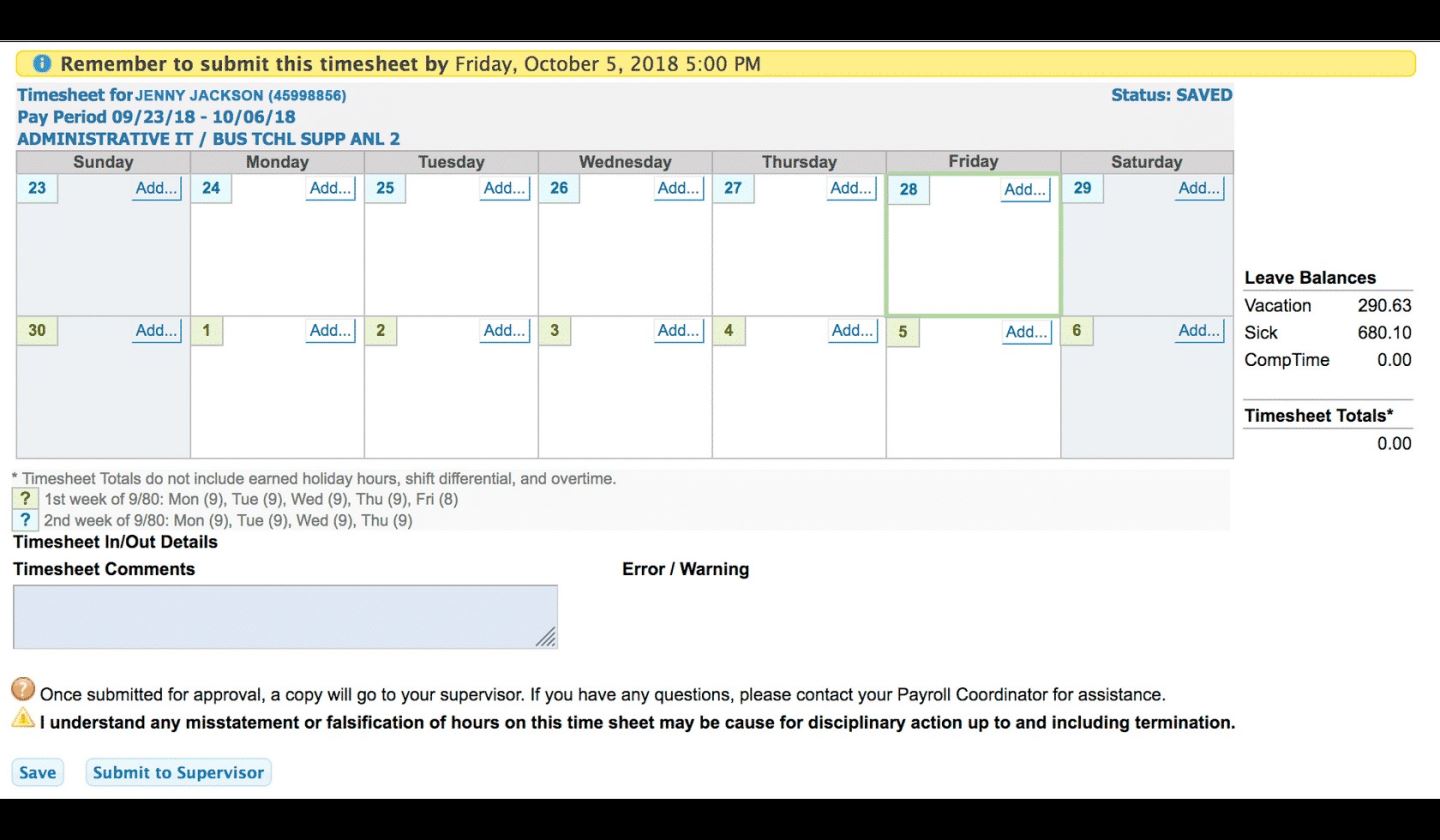 Remember to submit this timesheet by Friday, October 5, 2018 5:00 PM
Timesheet for JENNY JACKSON (45998856) Status: SAVED
Pay Period 09/23/18 - 10/06/18
ADMINISTRATIVE IT / BUS TCHL SUPP ANL 2
Sunday Monday Tuesday Wednesday Thursday Friday Saturday
23 Add... 24 Add... 25 Add... 26 Add... 27 Add... 28 Add... 29 Add...
30 Add... 1 Add... 2 Add... 3 Add... 4 Add... 5 Add... 6 Add...
Leave Balances
Vacation 290.63
Sick 680.10
CompTime 0.00
Timesheet Totals*
0.00
* Timesheet Totals do not include earned holiday hours, shift differential, and overtime.
? 1st week of 9/80: Mon (9), Tue (9), Wed (9), Thu (9), Fri (8)
? 2nd week of 9/80: Mon (9), Tue (9), Wed (9), Thu (9)
Timesheet In/Out Details
Timesheet Comments Error / Warning
Once submitted for approval, a copy will go to your supervisor. If you have any questions, please contact your Payroll Coordinator for assistance.
I understand any misstatement or falsification of hours on this time sheet may be cause for disciplinary action up to and including termination.
Save Submit to Supervisor